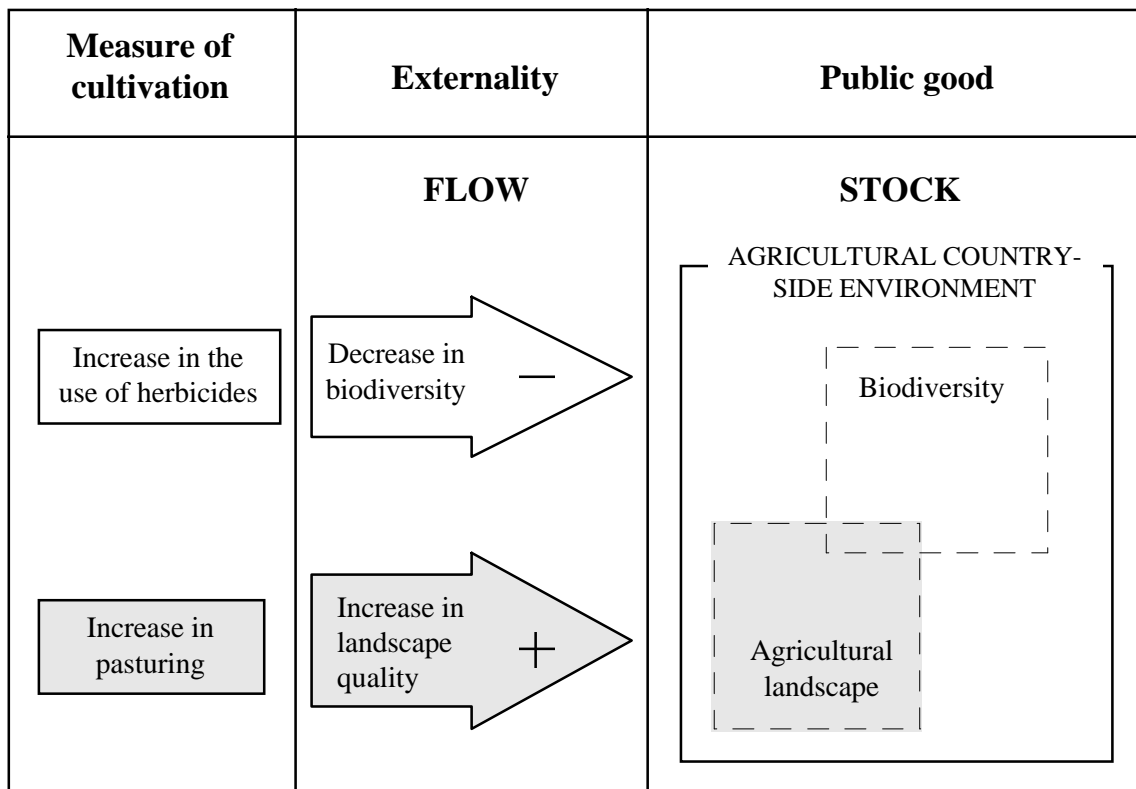 Measure of
cultivation
Externality
Public good
FLOW
STOCK
AGRICULTURAL COUNTRY-
SIDE ENVIRONMENT
Increase in the
use of herbicides
Decrease in
biodiversity
—
Biodiversity
Increase in
pasturing
Increase in
landscape
quality
+
Agricultural
landscape